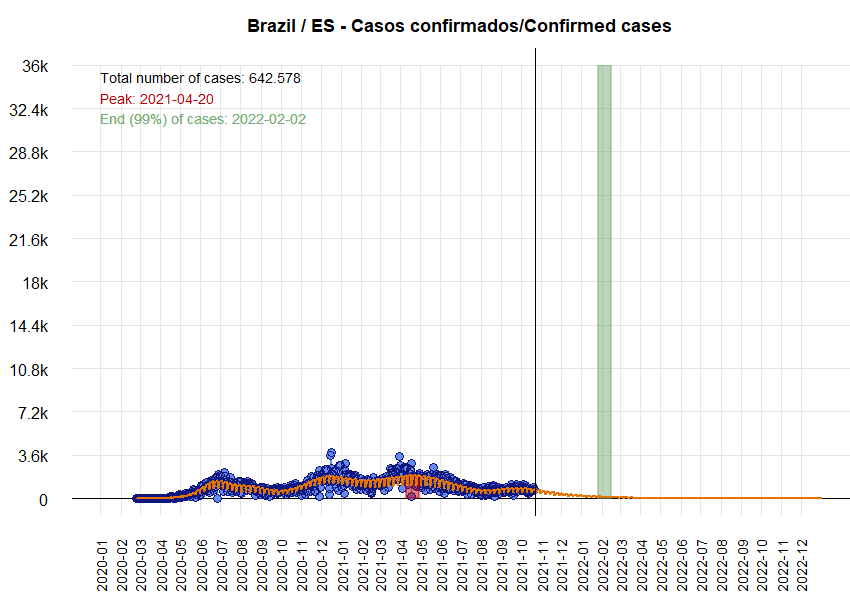 Brazil / ES - Casos confirmados/Confirmed cases
36k
32.4k
28.8k
25.2k
21.6k
18k
14.4k
10.8k
7.2k
3.6k
0
Total number of cases: 642.578
Peak: 2021-04-20
End (99%) of cases: 2022-02-02
2020-01
2020-02
2020-03
2020-04
2020-05
2020-06
2020-07
2020-08
2020-09
2020-10
2020-11
2020-12
2021-01
2021-02
2021-03
2021-04
2021-05
2021-06
2021-07
2021-08
2021-09
2021-10
2021-11
2021-12
2022-01
2022-02
2022-03
2022-04
2022-05
2022-06
2022-07
2022-08
2022-09
2022-10
2022-11
2022-12